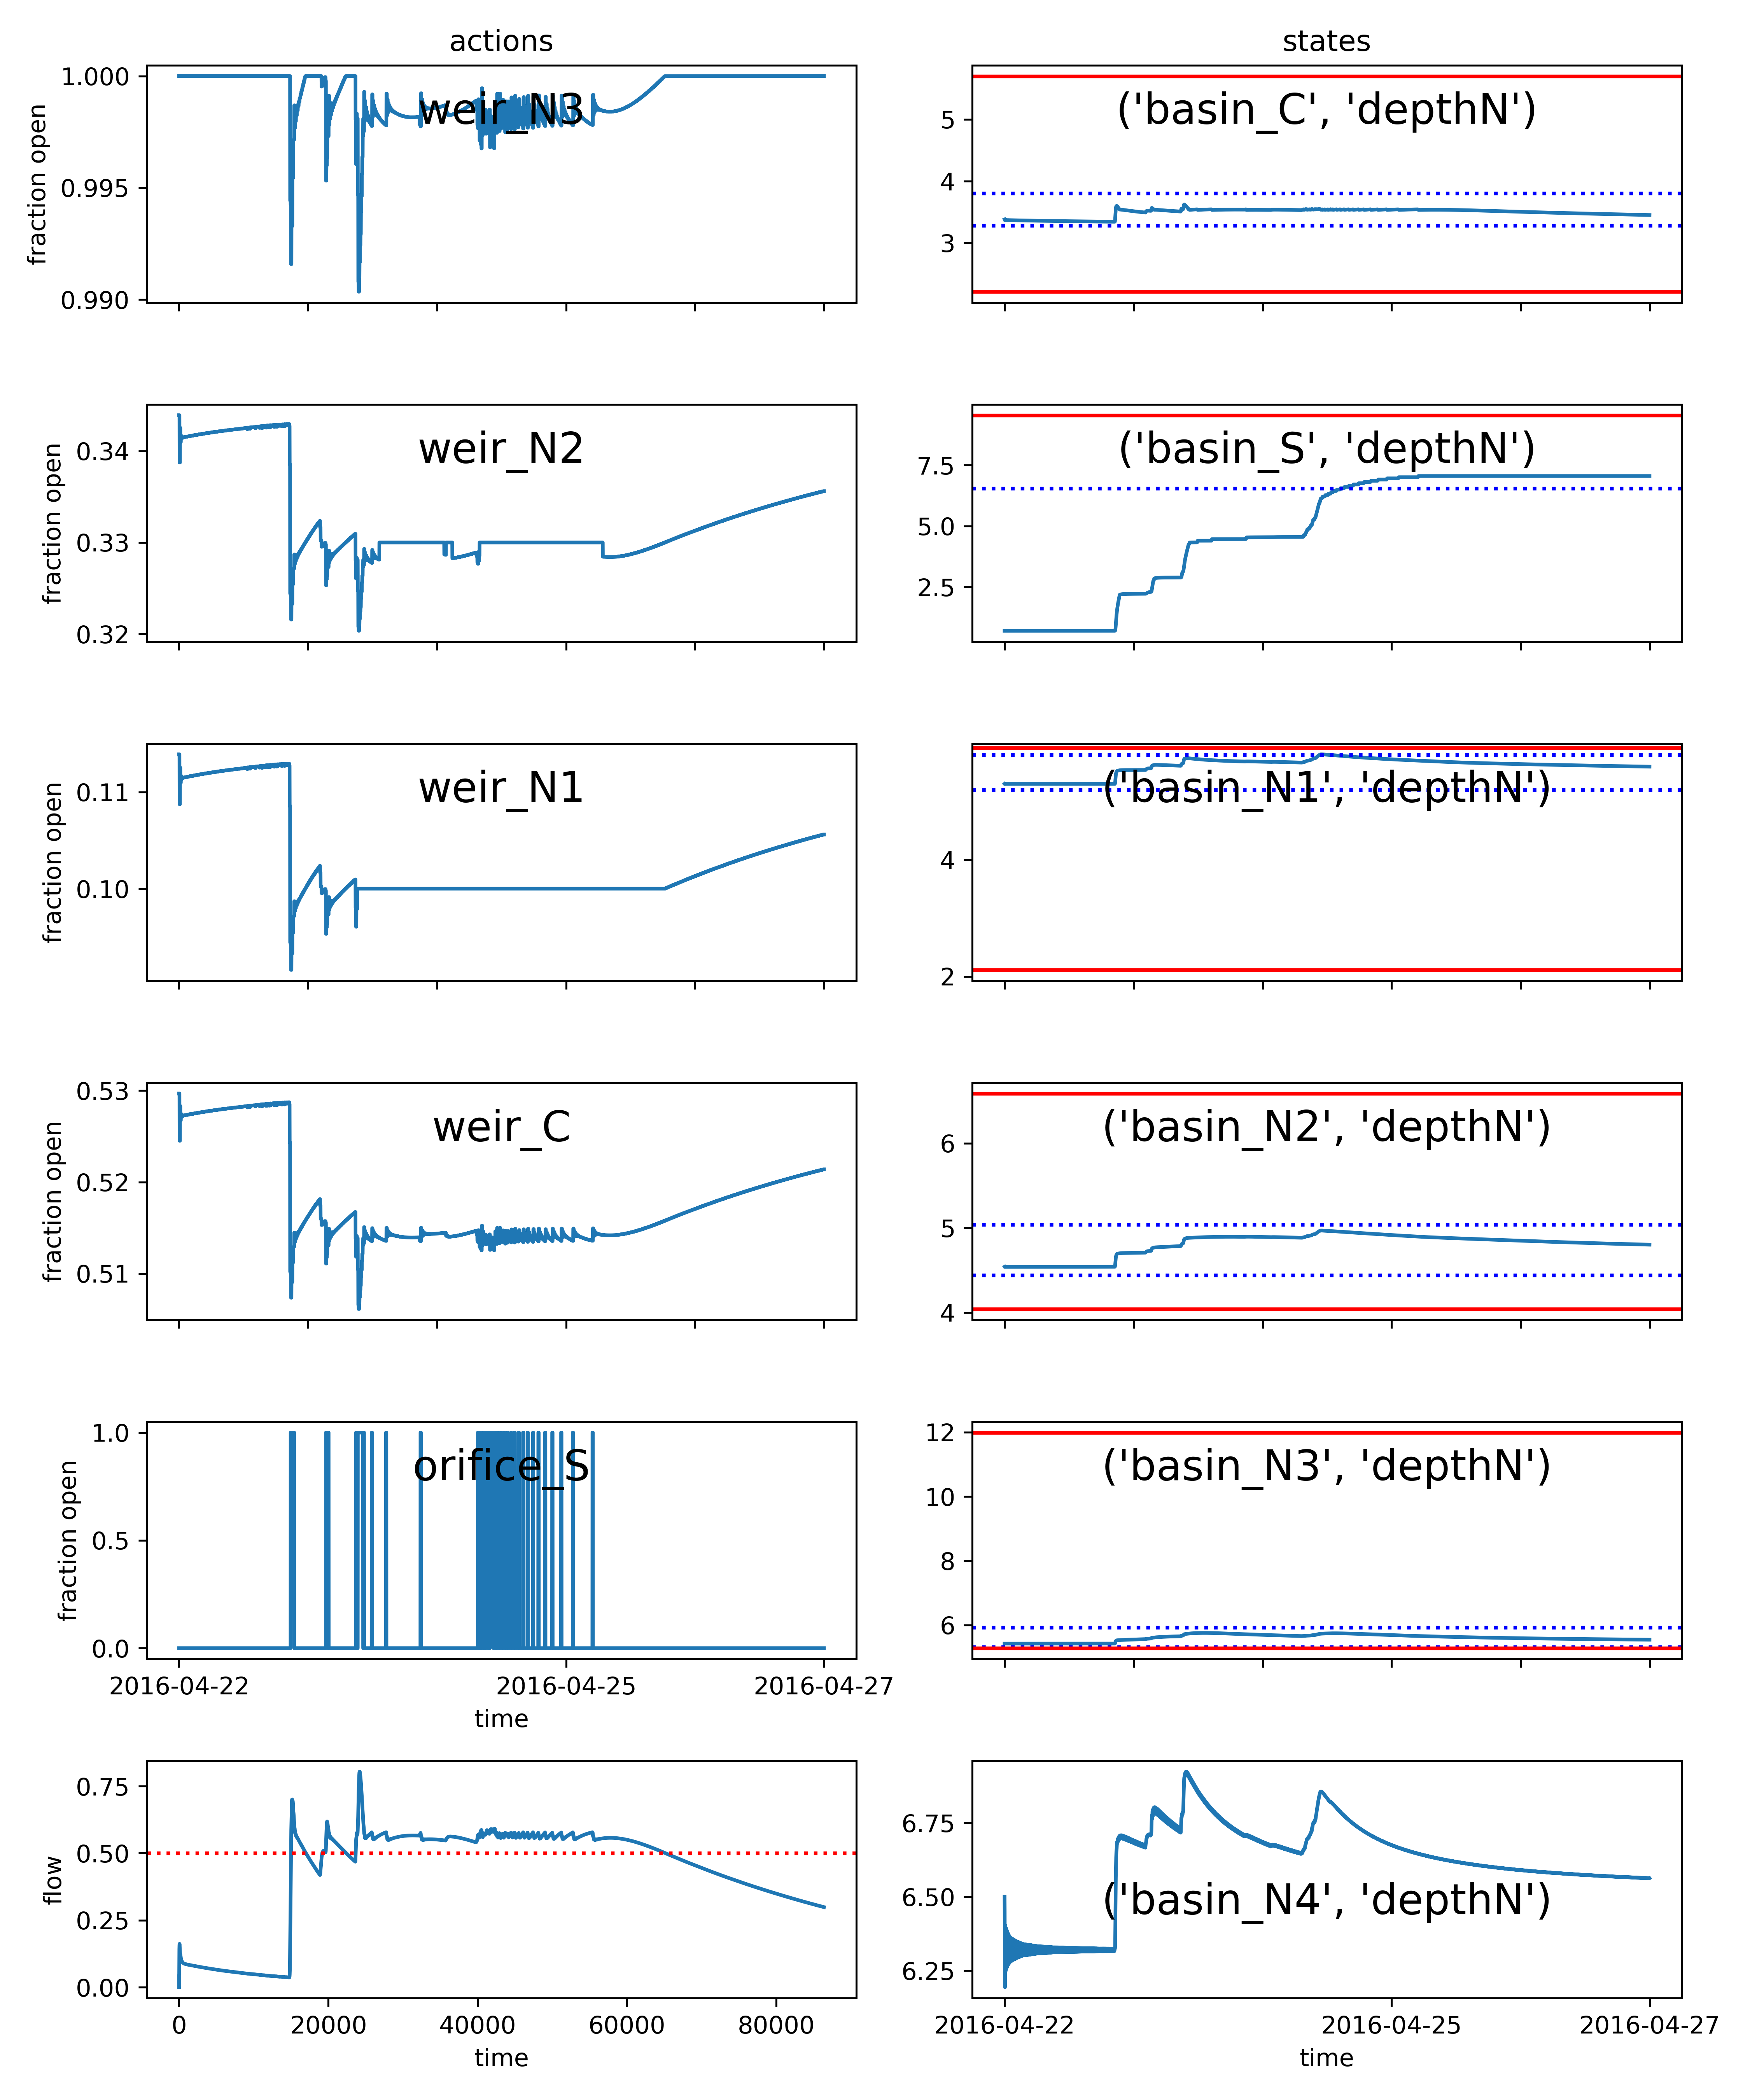 actions
states
1.000
0.995
0.990
fraction open
weir_N3
5
4
3
('basin_C', 'depthN')
0.34
0.33
0.32
fraction open
weir_N2
7.5
5.0
2.5
('basin_S', 'depthN')
0.11
0.10
fraction open
weir_N1
4
2
('basin_N1', 'depthN')
0.53
0.52
0.51
fraction open
weir_C
6
5
4
('basin_N2', 'depthN')
1.0
0.5
0.0
fraction open
orifice_S
2016-04-22 2016-04-25 2016-04-27
time
12
10
8
6
('basin_N3', 'depthN')
0.75
0.50
0.25
0.00
flow
0 20000 40000 60000 80000
time
6.75
6.50
6.25
('basin_N4', 'depthN')
2016-04-22 2016-04-25 2016-04-27
time